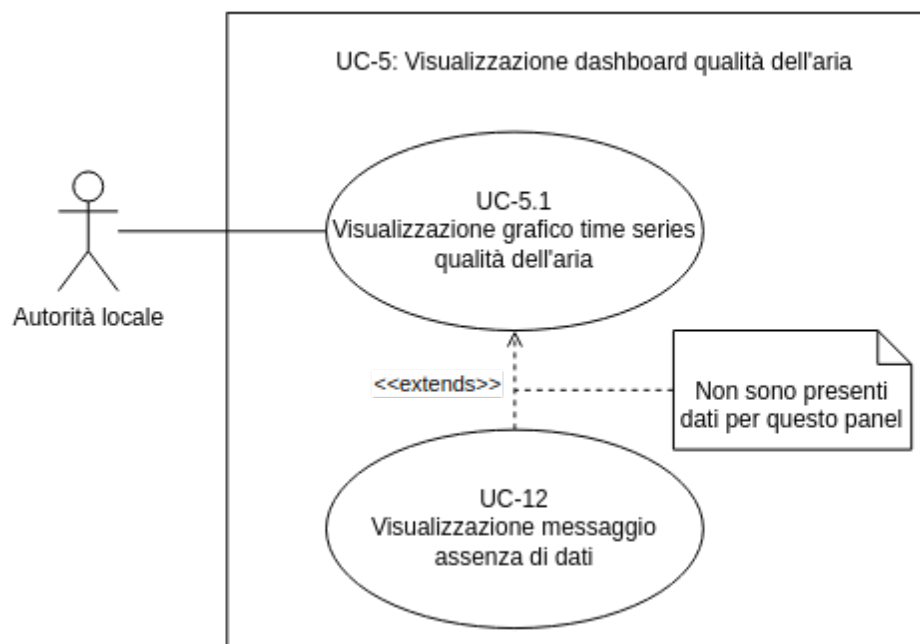 UC-5: Visualizzazione dashboard qualità dell'aria
UC-5.1
Visualizzazione grafico time series
qualità dell'aria
Autorità locale
<<extends>>
Non sono presenti
dati per questo panel
UC-12
Visualizzazione messaggio
assenza di dati